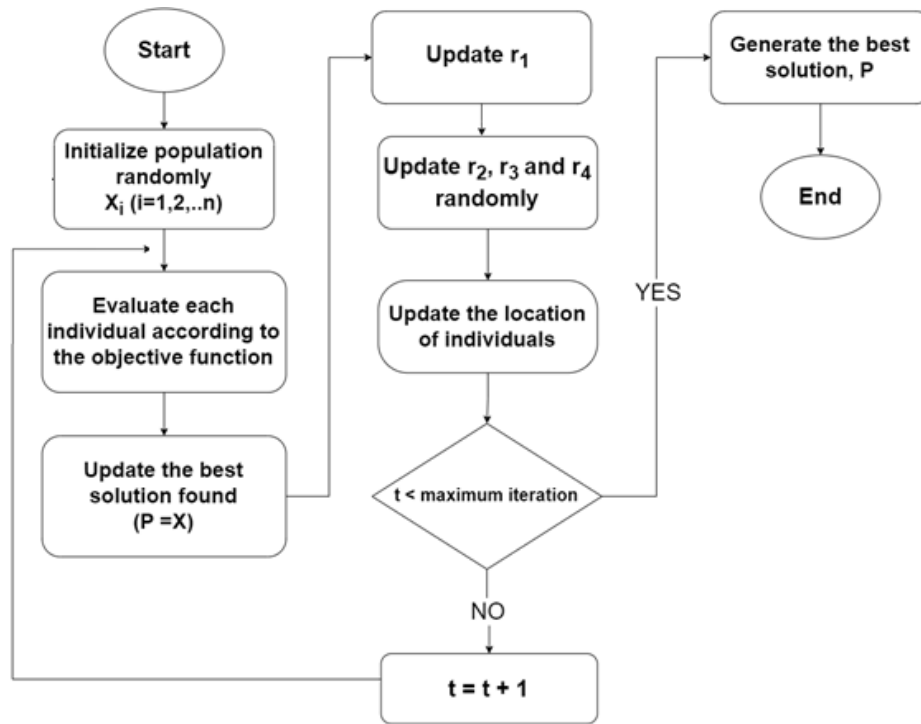 Start
Initialize population
randomly
Xi (i=1,2,..n)
Evaluate each
individual according to
the objective function
Update the best
solution found
(P =X)
Update r1
Update r2, r3 and r4
randomly
Update the location
of individuals
t < maximum iteration
NO
t = t + 1
YES
Generate the best
solution, P
End